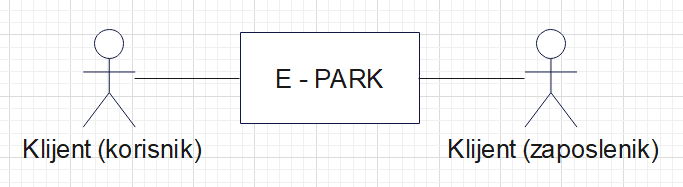 E - PARK
Klijent (korisnik)
Klijent (zaposlenik)